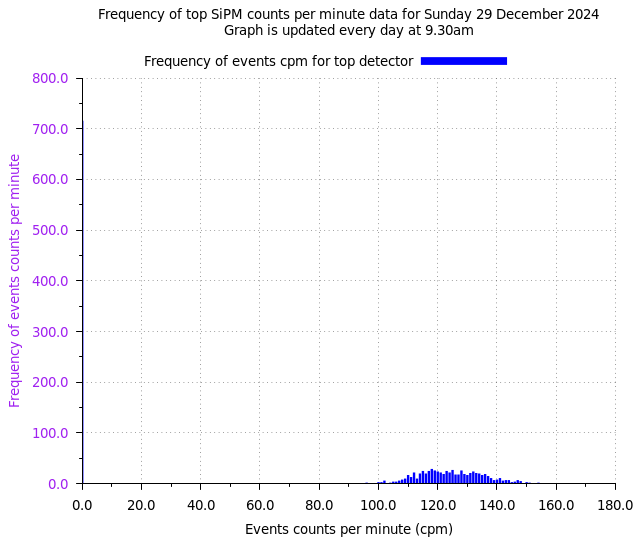 Frequency of top SiPM counts per minute data for Sunday 29 December 2024
Graph is updated every day at 9.30am
Frequency of events cpm for top detector
Frequency of events counts per minute
800.0
700.0
600.0
500.0
400.0
300.0
200.0
100.0
0.0
0.0 20.0 40.0 60.0 80.0 100.0 120.0 140.0 160.0 180.0
Events counts per minute (cpm)